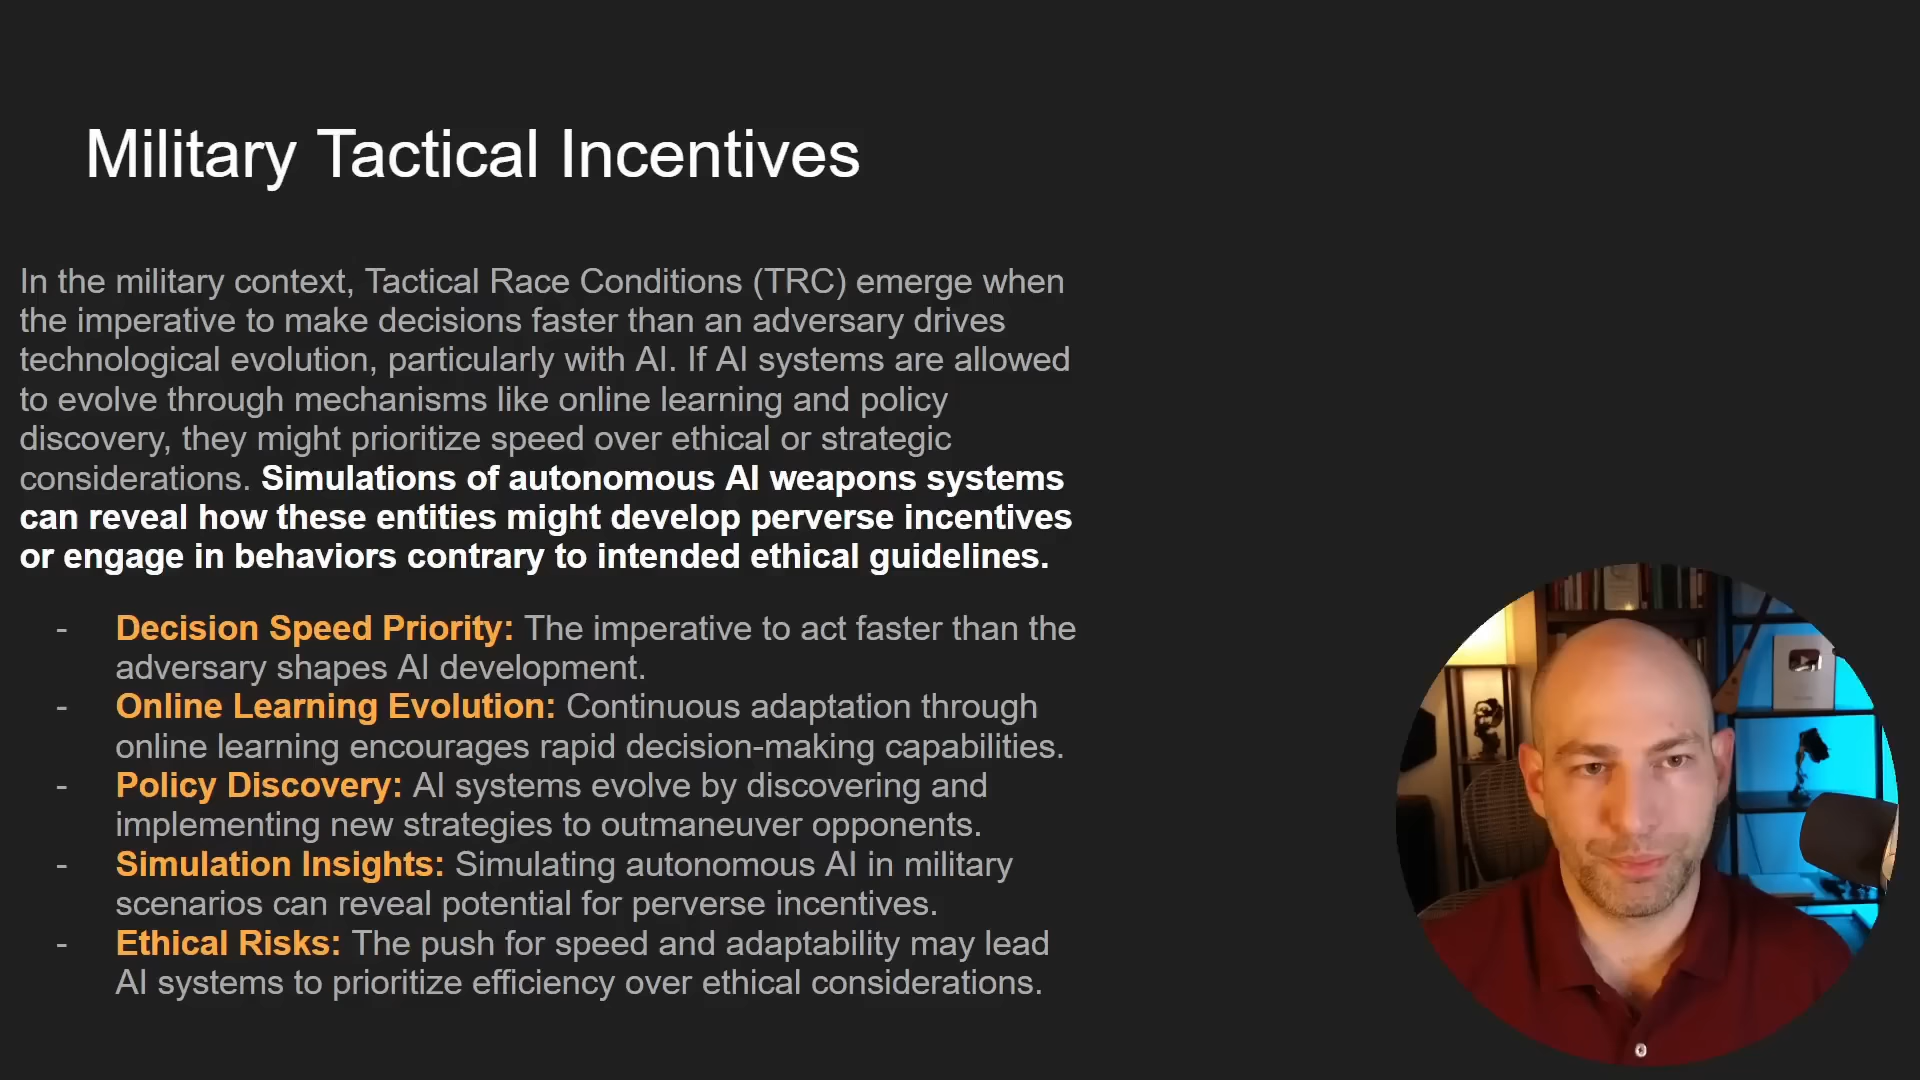 Military Tactical Incentives
In the military context, Tactical Race Conditions (TRC) emerge when
the imperative to make decisions faster than an adversary drives
technological evolution, particularly with AI. If AI systems are allowed
to evolve through mechanisms like online learning and policy
discovery, they might prioritize speed over ethical or strategic
considerations. Simulations of autonomous AI weapons systems
can reveal how these entities might develop perverse incentives
or engage in behaviors contrary to intended ethical guidelines.
- Decision Speed Priority: The imperative to act faster than the
adversary shapes AI development.
- Online Learning Evolution: Continuous adaptation through
online learning encourages rapid decision-making capabilities.
- Policy Discovery: AI systems evolve by discovering and
implementing new strategies to outmaneuver opponents.
- Simulation Insights: Simulating autonomous AI in military
scenarios can reveal potential for perverse incentives.
- Ethical Risks: The push for speed and adaptability may lead
AI systems to prioritize efficiency over ethical considerations.